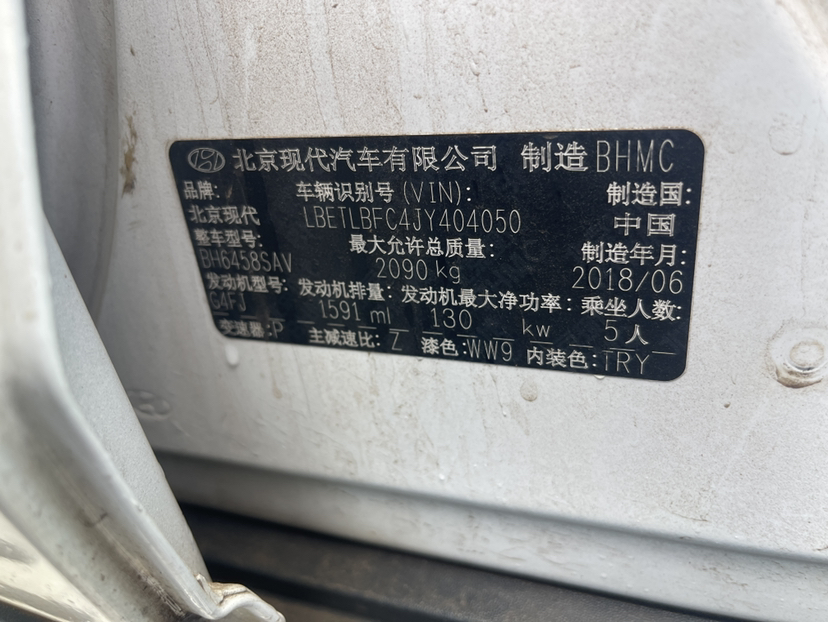 北京现代汽车有限公司 制造 BHMC
品牌: 车辆识别号(VIN): 制造国:
北京现代 LBETLBFC4JY404050 中国
整车型号: 最大允许总质量: 制造年月:
BH6458SAV 2090 kg 2018/06
发动机型号: 发动机排量: 发动机最大净功率: 乘坐人数:
G4FJ 1591 ml 130 kw 5人
变速器:P 主减速比:Z 漆色:WW9 内装色:TRY